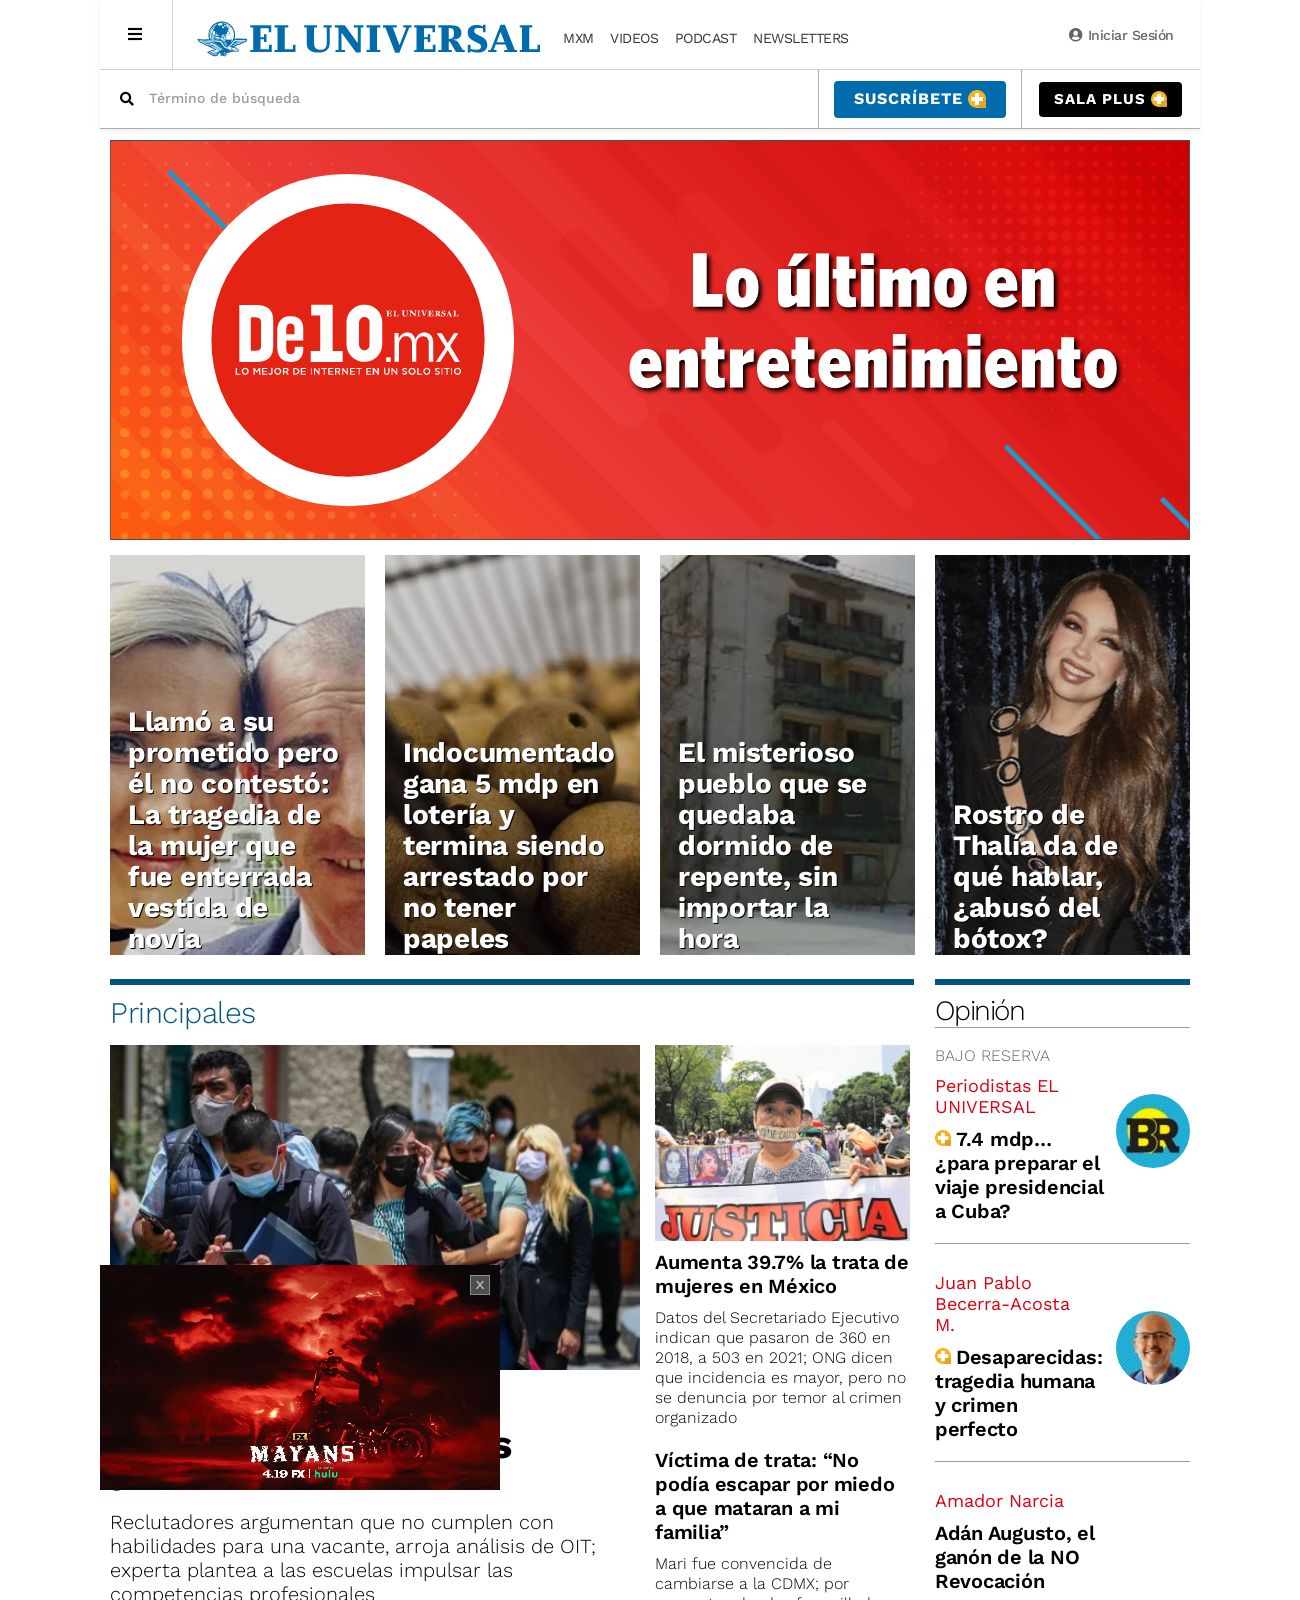 EL UNIVERSAL MXM VIDEOS PODCAST NEWSLETTERS Iniciar Sesión
Término de búsqueda SUSCRÍBETE SALA PLUS
De10.mx
EL UNIVERSAL
LO MEJOR DE INTERNET EN UN SOLO SITIO
Lo último en
entretenimiento
Llamó a su
prometido pero
él no contestó:
La tragedia de
la mujer que
fue enterrada
vestida de
novia
Indocumentado
gana 5 mdp en
lotería y
termina siendo
arrestado por
no tener
papeles
El misterioso
pueblo que se
quedaba
dormido de
repente, sin
importar la
hora
Rostro de
Thalía da de
qué hablar,
¿abusó del
bótox?
Principales
X
FX
MAYANS
4.19 FX | hulu
Reclutadores argumentan que no cumplen con
habilidades para una vacante, arroja análisis de OIT;
experta plantea a las escuelas impulsar las
competencias profesionales
JUSTICIA
Aumenta 39.7% la trata de
mujeres en México
Datos del Secretariado Ejecutivo
indican que pasaron de 360 en
2018, a 503 en 2021; ONG dicen
que incidencia es mayor, pero no
se denuncia por temor al crimen
organizado
Víctima de trata: “No
podía escapar por miedo
a que mataran a mi
familia”
Mari fue convencida de
cambiarse a la CDMX; por
Opinión
BAJO RESERVA
Periodistas EL
UNIVERSAL
7.4 mdp...
¿para preparar el
viaje presidencial
a Cuba?
BR
Juan Pablo
Becerra-Acosta
M.
Desaparecidas:
tragedia humana
y crimen
perfecto
Amador Narcia
Adán Augusto, el
ganón de la NO
Revocación